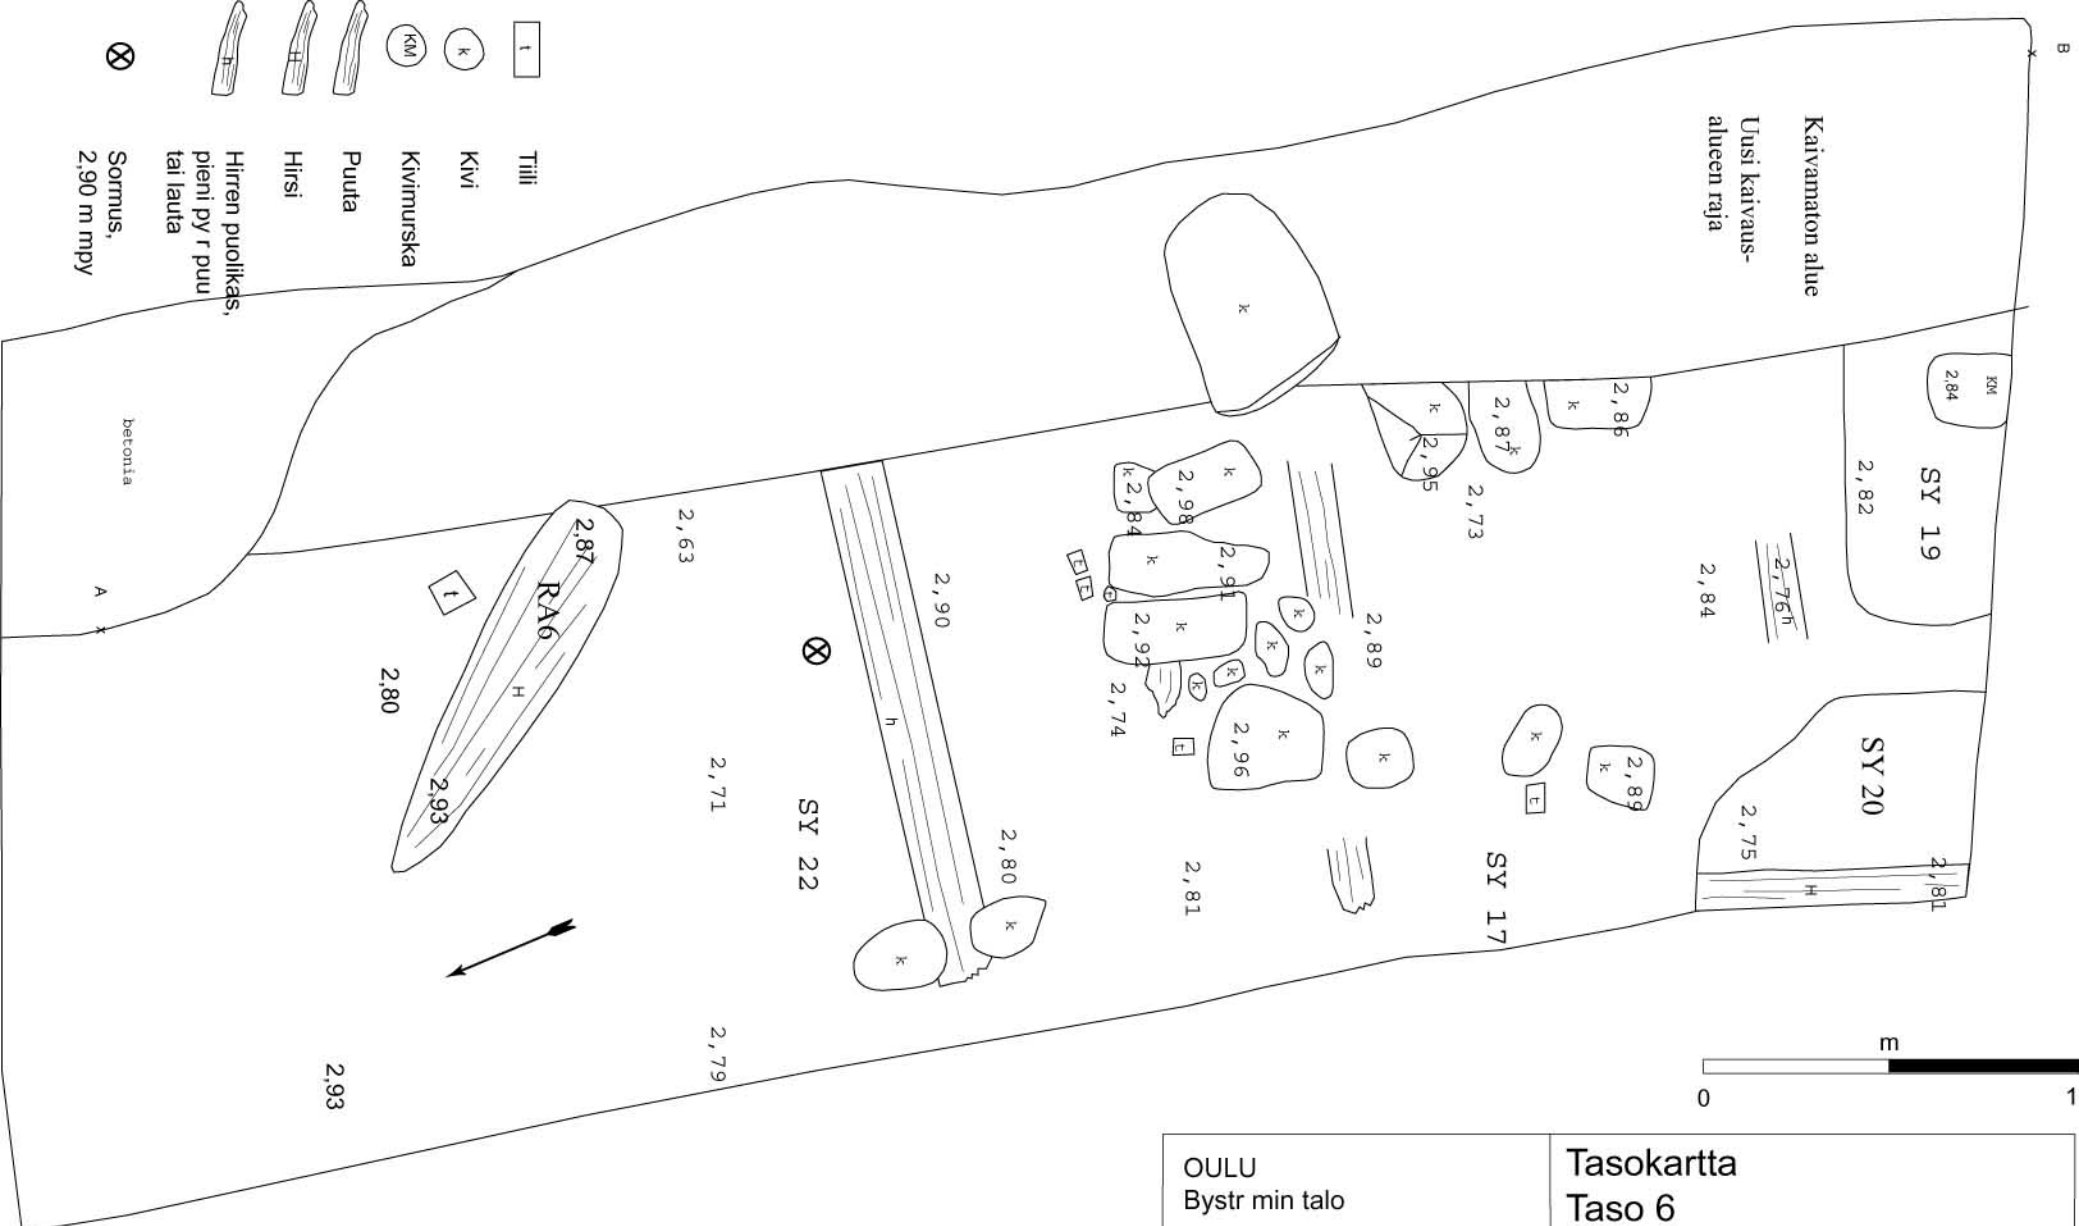 t
k
KM
H
h
Tiili
Kivi
Kivimurska
Puuta
Hirsi
Hirren puolikas,
pieni py r puu
tai lauta
Sormus,
2,90 m mpy
B
x
Kaivamaton alue
Uusi kaivaus-
alueen raja
k
KM
2,84
SY 19
2,82
2,86
k
2,87
k
k
2,95
2,73
2,84
2,76h
k
2,98
k
2,84
2,91
k
t
t
t
k
2,92
2,74
k
k
k
k
k
2,89
k
2,96
t
k
k
t
k
2,89
SY 20
2,75
2,81
H
SY 17
2,81
2,80
k
k
2,90
h
2,63
2,87
RA6
H
2,93
t
2,80
2,71
SY 22
2,79
2,93
betonia
A
x
m
0
1
OULU
Bystr min talo
Tasokartta
Taso 6